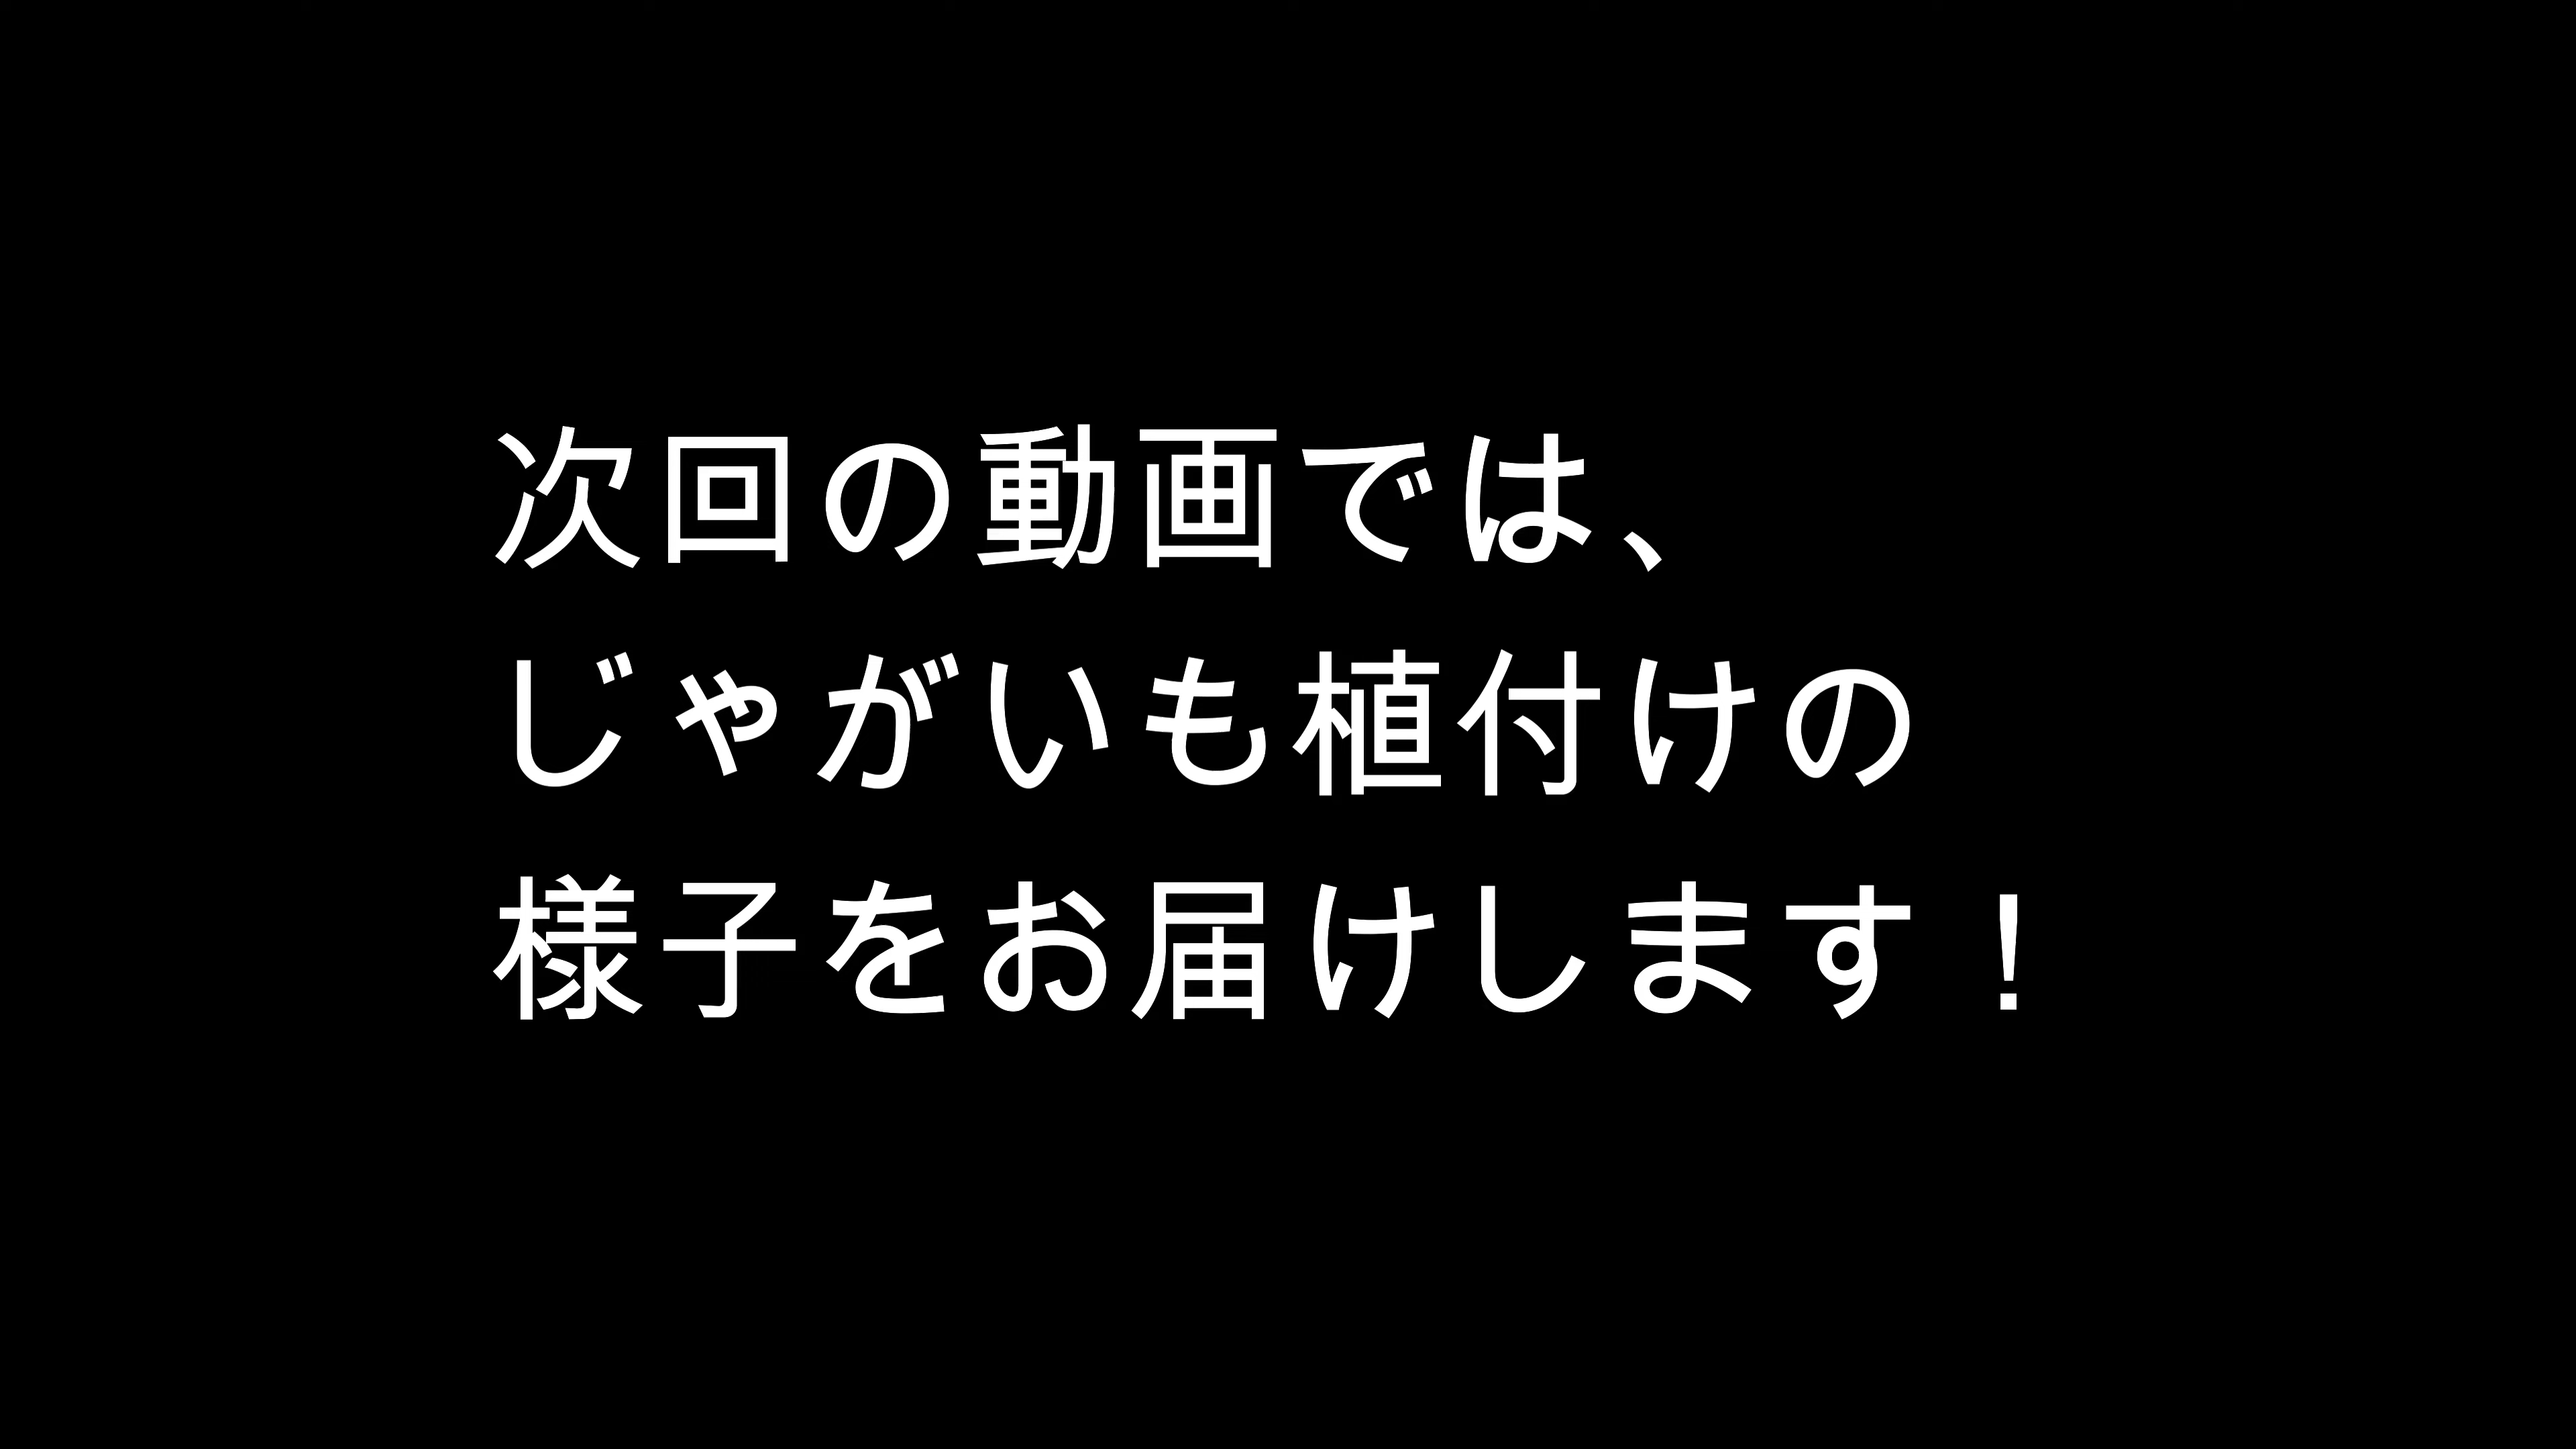 次回の動画では、
じゃがいも植付けの
様子をお届けします！